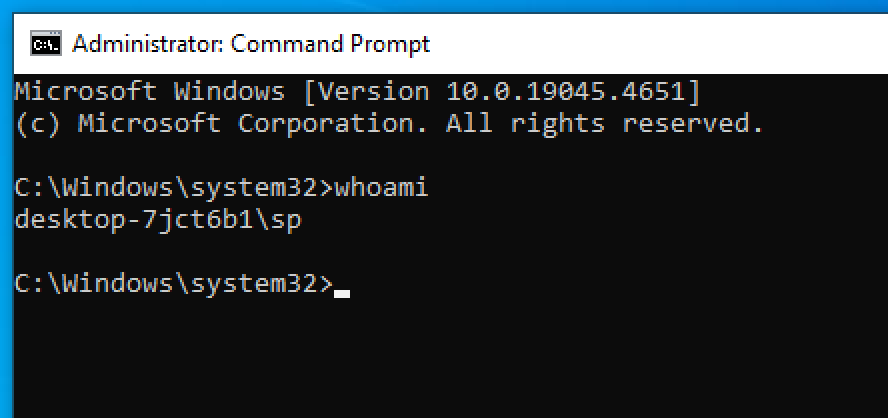 Administrator: Command Prompt
Microsoft Windows [Version 10.0.19045.4651]
(c) Microsoft Corporation. All rights reserved.
C:\Windows\system32>whoami
desktop-7jct6b1\sp
C:\Windows\system32>